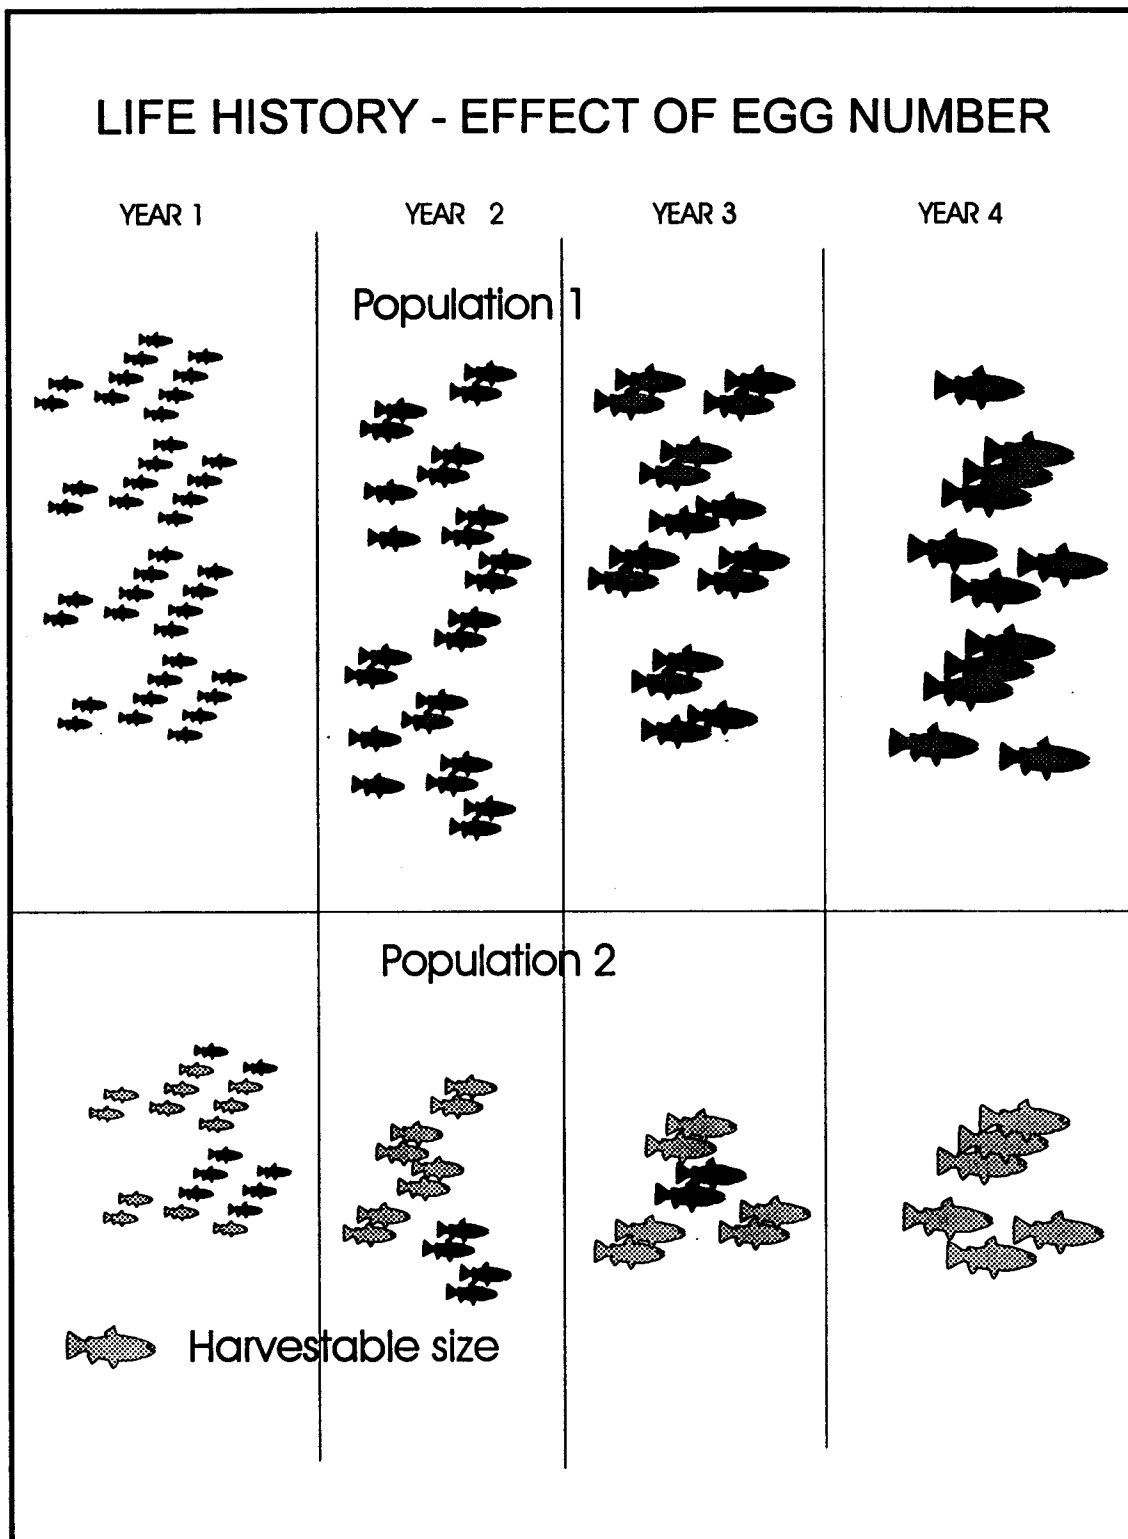 LIFE HISTORY - EFFECT OF EGG NUMBER
YEAR 1 YEAR 2 YEAR 3 YEAR 4
Population 1
Population 2
Harvestable size